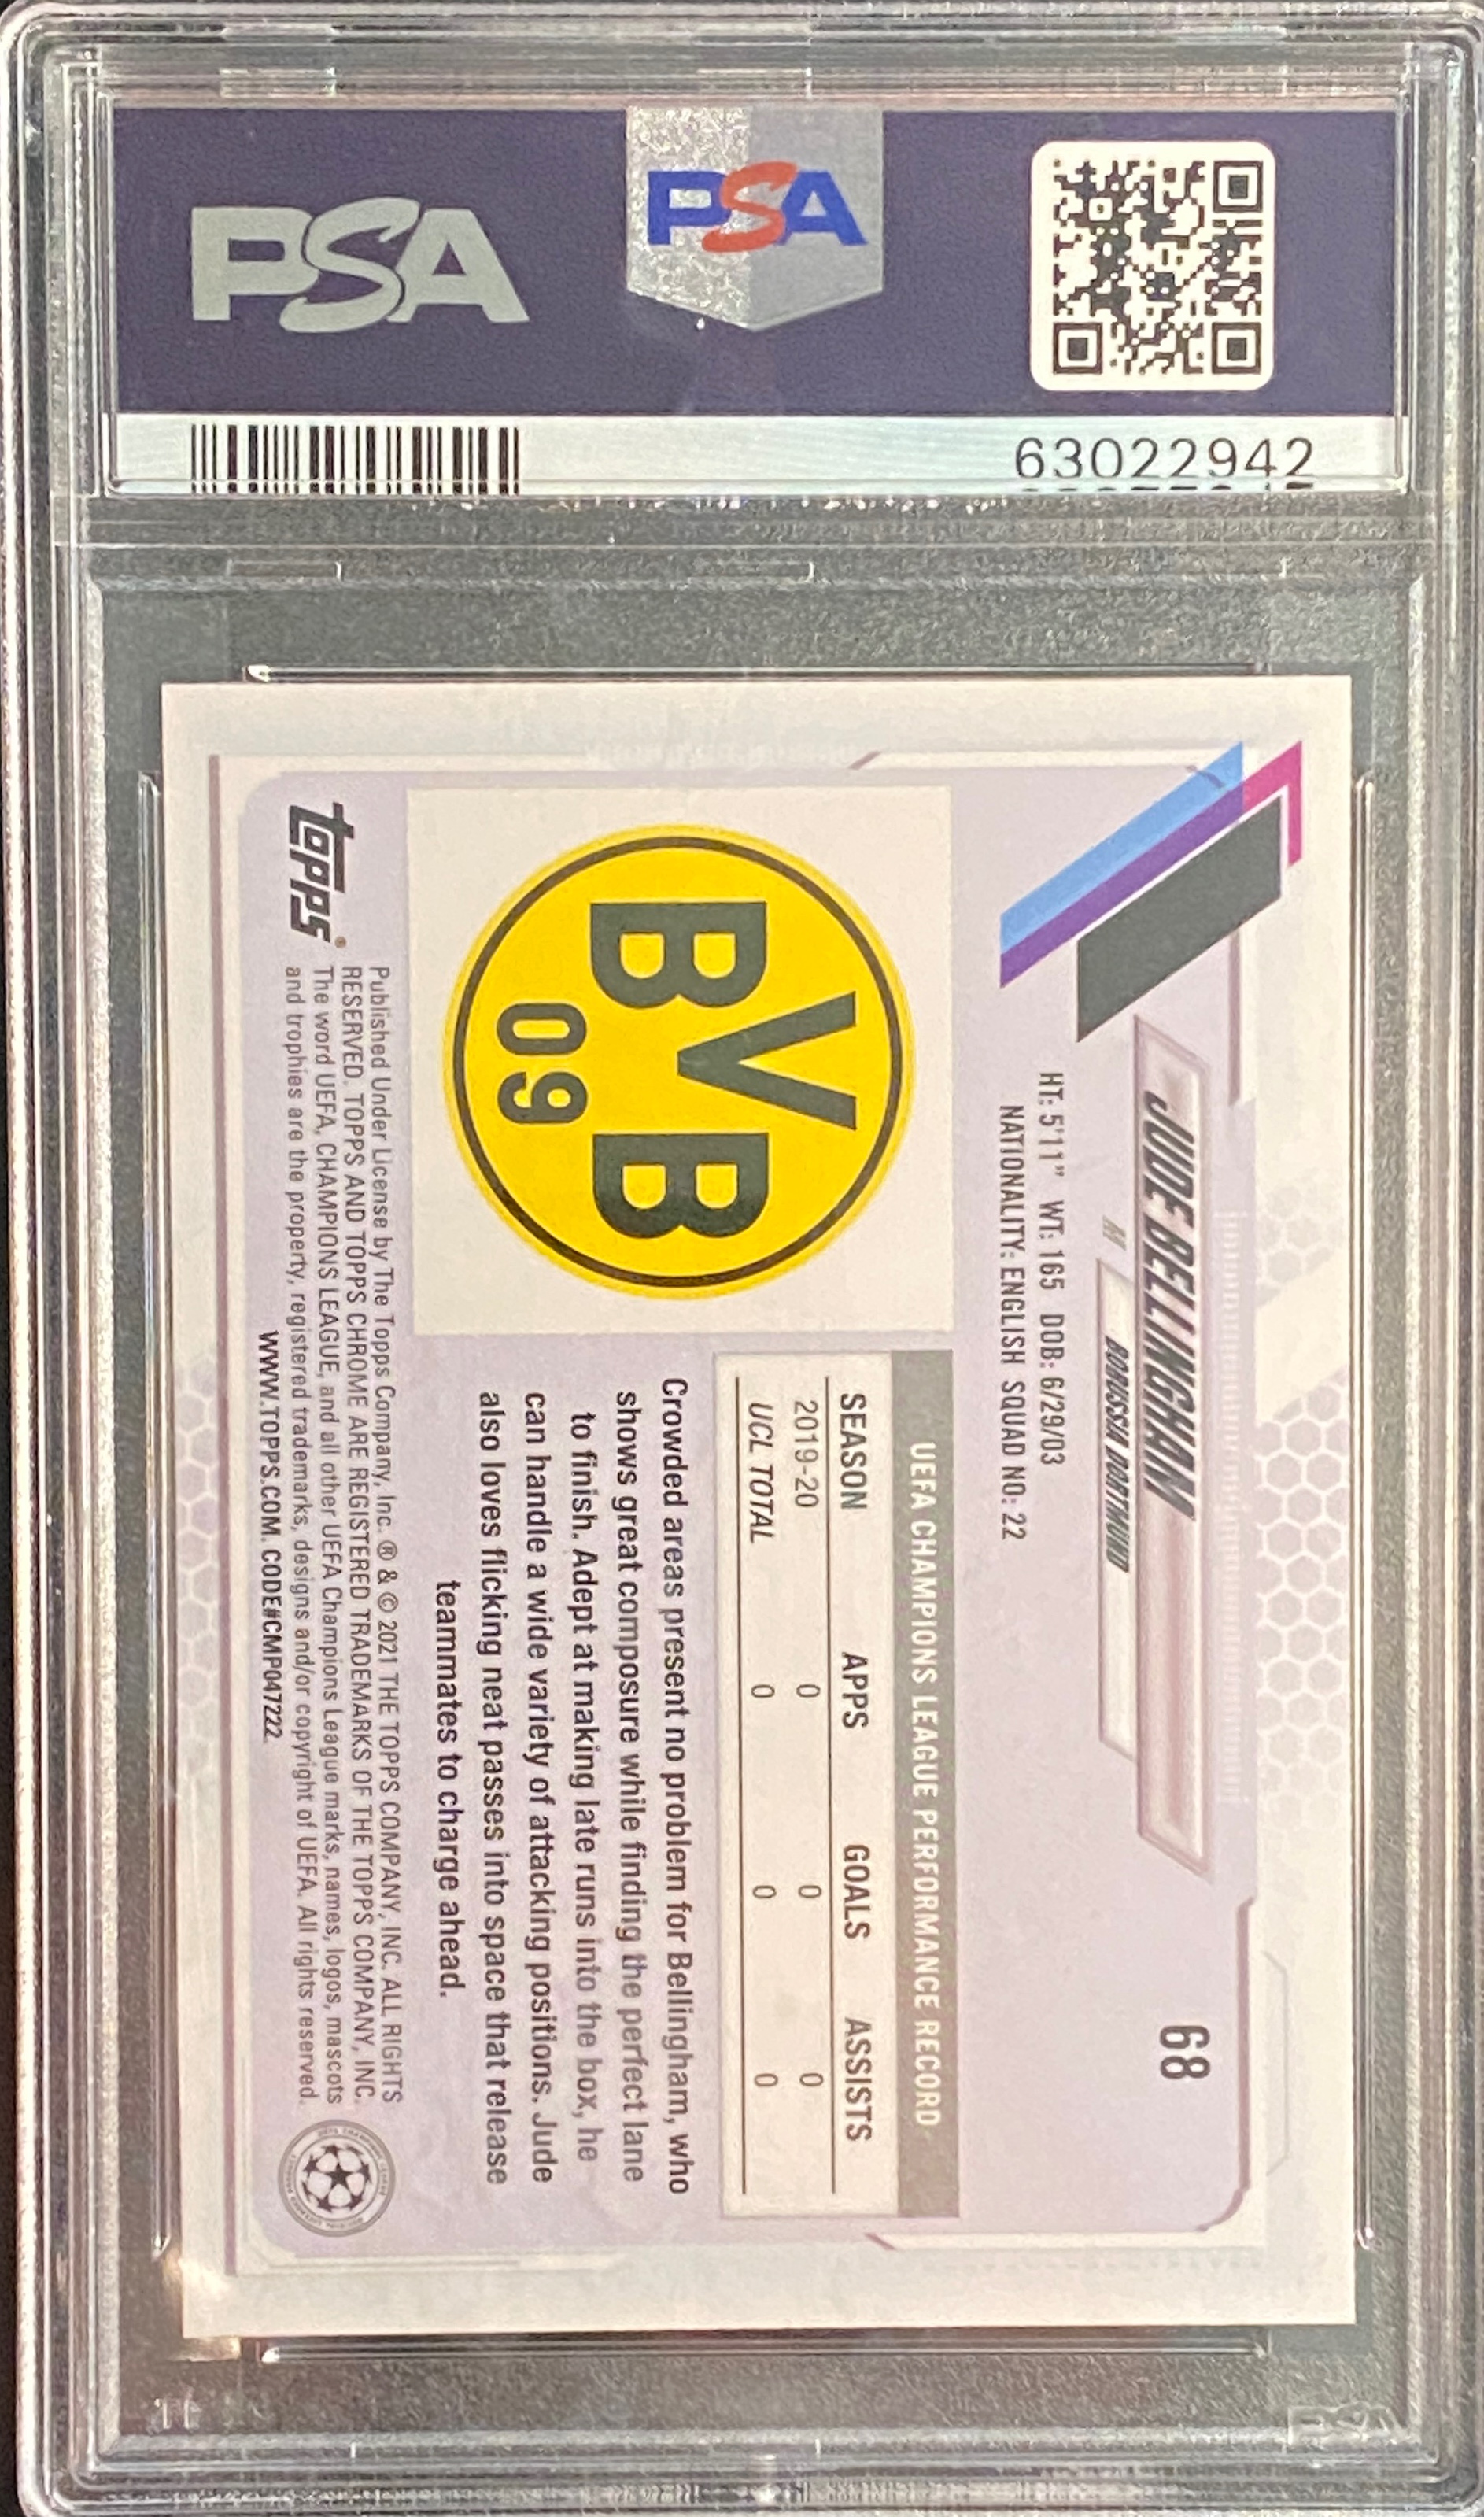 PSA
PSA
63022942
68
JUDE BELLINGHAM
M
BORUSSIA DORTMUND
HT: 5'11" WT: 165 DOB: 6/29/03
NATIONALITY: ENGLISH SQUAD NO: 22
BVB
09
UEFA CHAMPIONS LEAGUE PERFORMANCE RECORD
SEASON APPS GOALS ASSISTS
2019-20 0 0 0
UCL TOTAL 0 0 0
Crowded areas present no problem for Bellingham, who
shows great composure while finding the perfect lane
to finish. Adept at making late runs into the box, he
can handle a wide variety of attacking positions. Jude
also loves flicking neat passes into space that release
teammates to charge ahead.
topps®
Published Under License by The Topps Company, Inc. ® & © 2021 THE TOPPS COMPANY, INC. ALL RIGHTS
RESERVED. TOPPS AND TOPPS CHROME ARE REGISTERED TRADEMARKS OF THE TOPPS COMPANY, INC.
The word UEFA, CHAMPIONS LEAGUE, and all other UEFA Champions League marks, names, logos, mascots
and trophies are the property, registered trademarks, designs and/or copyright of UEFA. All rights reserved.
WWW.TOPPS.COM. CODE#CMP047222
PSA